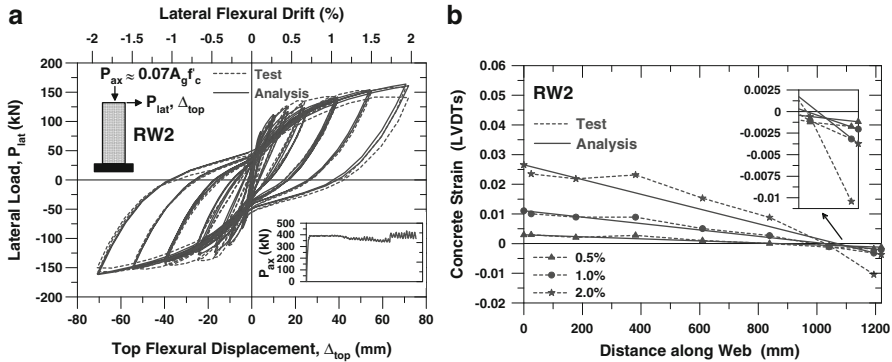 a
Lateral Flexural Drift (%)
-2 -1.5 -1 -0.5 0 0.5 1 1.5 2
200
150
100
50
0
-50
-100
-150
-200
Lateral Load, P_lat (kN)
P_ax ≈ 0.07A_g f'_c
P_lat, Δ_top
RW2
Test
Analysis
500
400
300
200
100
0
P_ax (kN)
-80 -60 -40 -20 0 20 40 60 80
Top Flexural Displacement, Δ_top (mm)
b
0.06
0.05
0.04
0.03
0.02
0.01
0.00
-0.01
-0.02
Concrete Strain (LVDTs)
RW2
Test
Analysis
0.0025
0
-0.0025
-0.005
-0.0075
-0.01
0.5%
1.0%
2.0%
0 200 400 600 800 1000 1200
Distance along Web (mm)